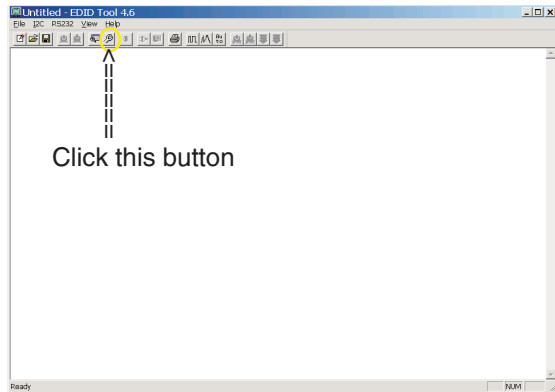 Untitled - EDID Tool 4.6
File I2C RS232 View Help
Click this button
Ready
NUM